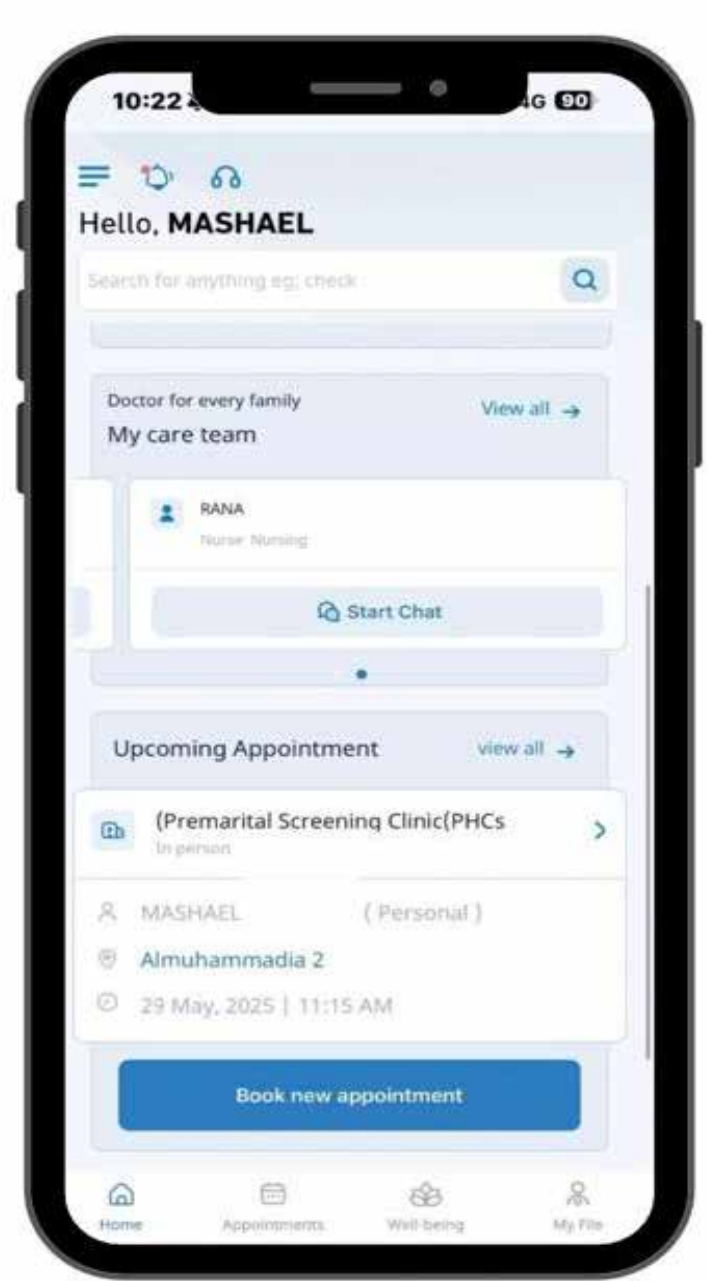 10:22
4G 90
Hello, MASHAEL
Search for anything eg; check
Doctor for every family
View all →
My care team
RANA
Nurse Nursing
Start Chat
Upcoming Appointment
view all →
(Premarital Screening Clinic(PHCs
In person
MASHAEL ( Personal )
Almuhammadia 2
29 May, 2025 | 11:15 AM
Book new appointment
Home Appointments Well-being My File